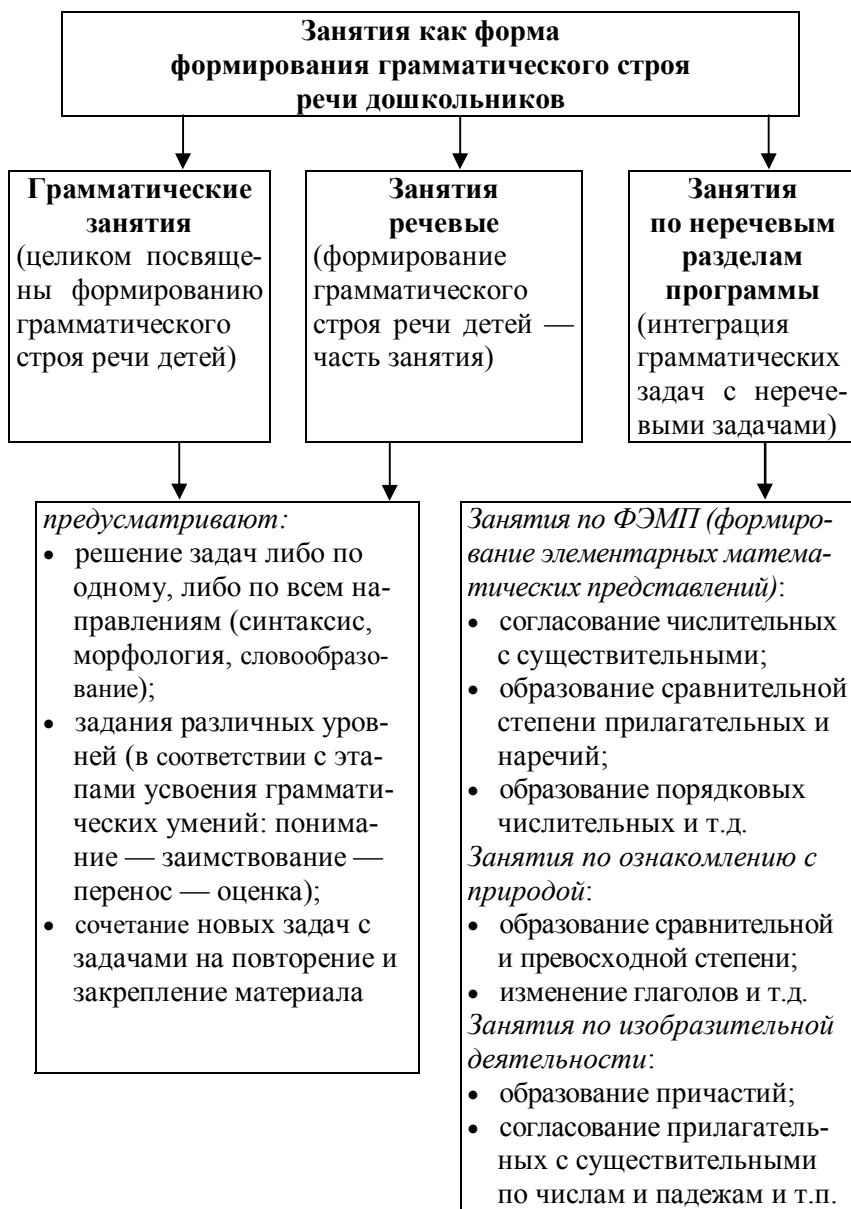 Занятия как форма
формирования грамматического строя
речи дошкольников
Грамматические
занятия
(целиком посвяще-
ны формированию
грамматического
строя речи детей)
Занятия
речевые
(формирование
грамматического
строя речи детей —
часть занятия)
Занятия
по неречевым
разделам
программы
(интеграция
грамматических
задач с нерече-
выми задачами)
предусматривают:
• решение задач либо по
одному, либо по всем на-
правлениям (синтаксис,
морфология, словообразо-
вание);
• задания различных уров-
ней (в соответствии с эта-
пами усвоения граммати-
ческих умений: понима-
ние — заимствование —
перенос — оценка);
• сочетание новых задач с
задачами на повторение и
закрепление материала
Занятия по ФЭМП (формиро-
вание элементарных матема-
тических представлений):
• согласование числительных
с существительными;
• образование сравнительной
степени прилагательных и
наречий;
• образование порядковых
числительных и т.д.
Занятия по ознакомлению с
природой:
• образование сравнительной
и превосходной степени;
• изменение глаголов и т.д.
Занятия по изобразительной
деятельности:
• образование причастий;
• согласование прилагатель-
ных с существительными
по числам и падежам и т.п.